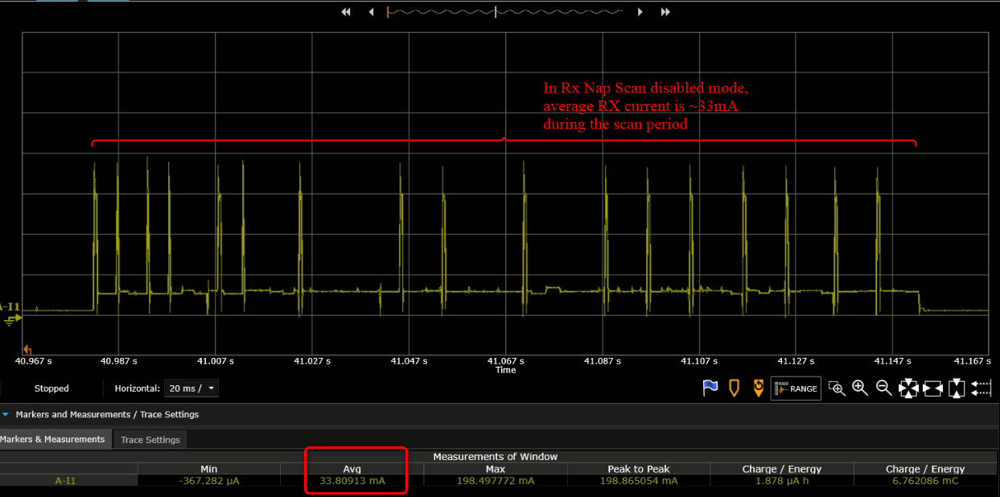 In Rx Nap Scan disabled mode,
average RX current is ~33mA
during the scan period
A-I1
40.967 s 40.987 s 41.007 s 41.027 s 41.047 s 41.067 s 41.087 s 41.107 s 41.127 s 41.147 s 41.167 s
Time
Stopped Horizontal: 20 ms / RANGE
Markers and Measurements / Trace Settings
Markers & Measurements Trace Settings
Measurements of Window
Min Avg Max Peak to Peak Charge / Energy Charge / Energy
A-I1 -367.282 µA 33.80913 mA 198.497772 mA 198.865054 mA 1.878 µA h 6.762086 mC